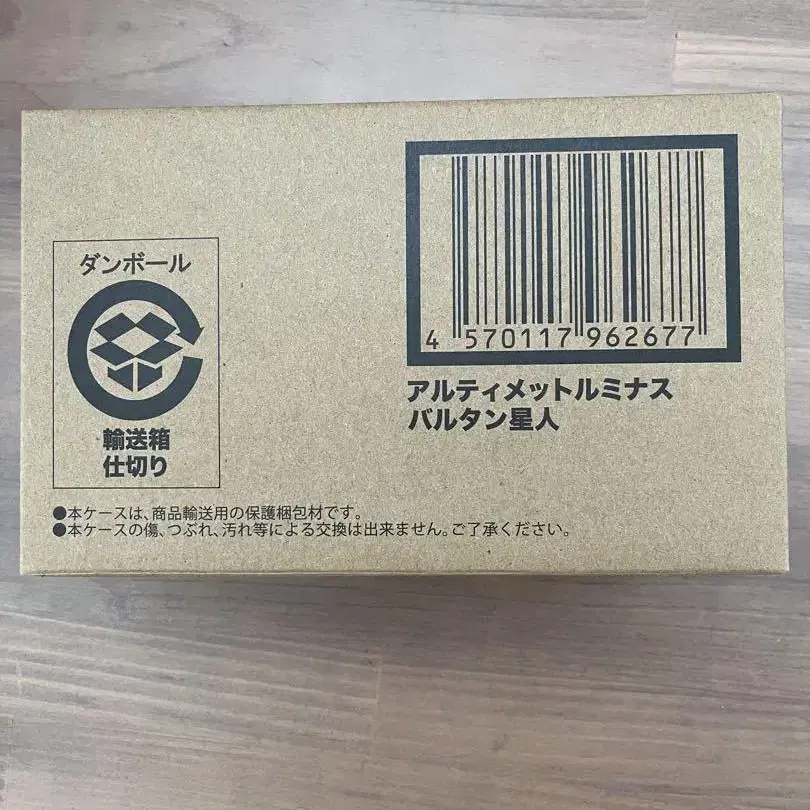 4 570117 962677
アルティメットルミナス
バルタン星人
ダンボール
輸送箱
仕切り
●本ケースは、商品輸送用の保護梱包材です。
●本ケースの傷、つぶれ、汚れ等による交換は出来ません。ご了承ください。